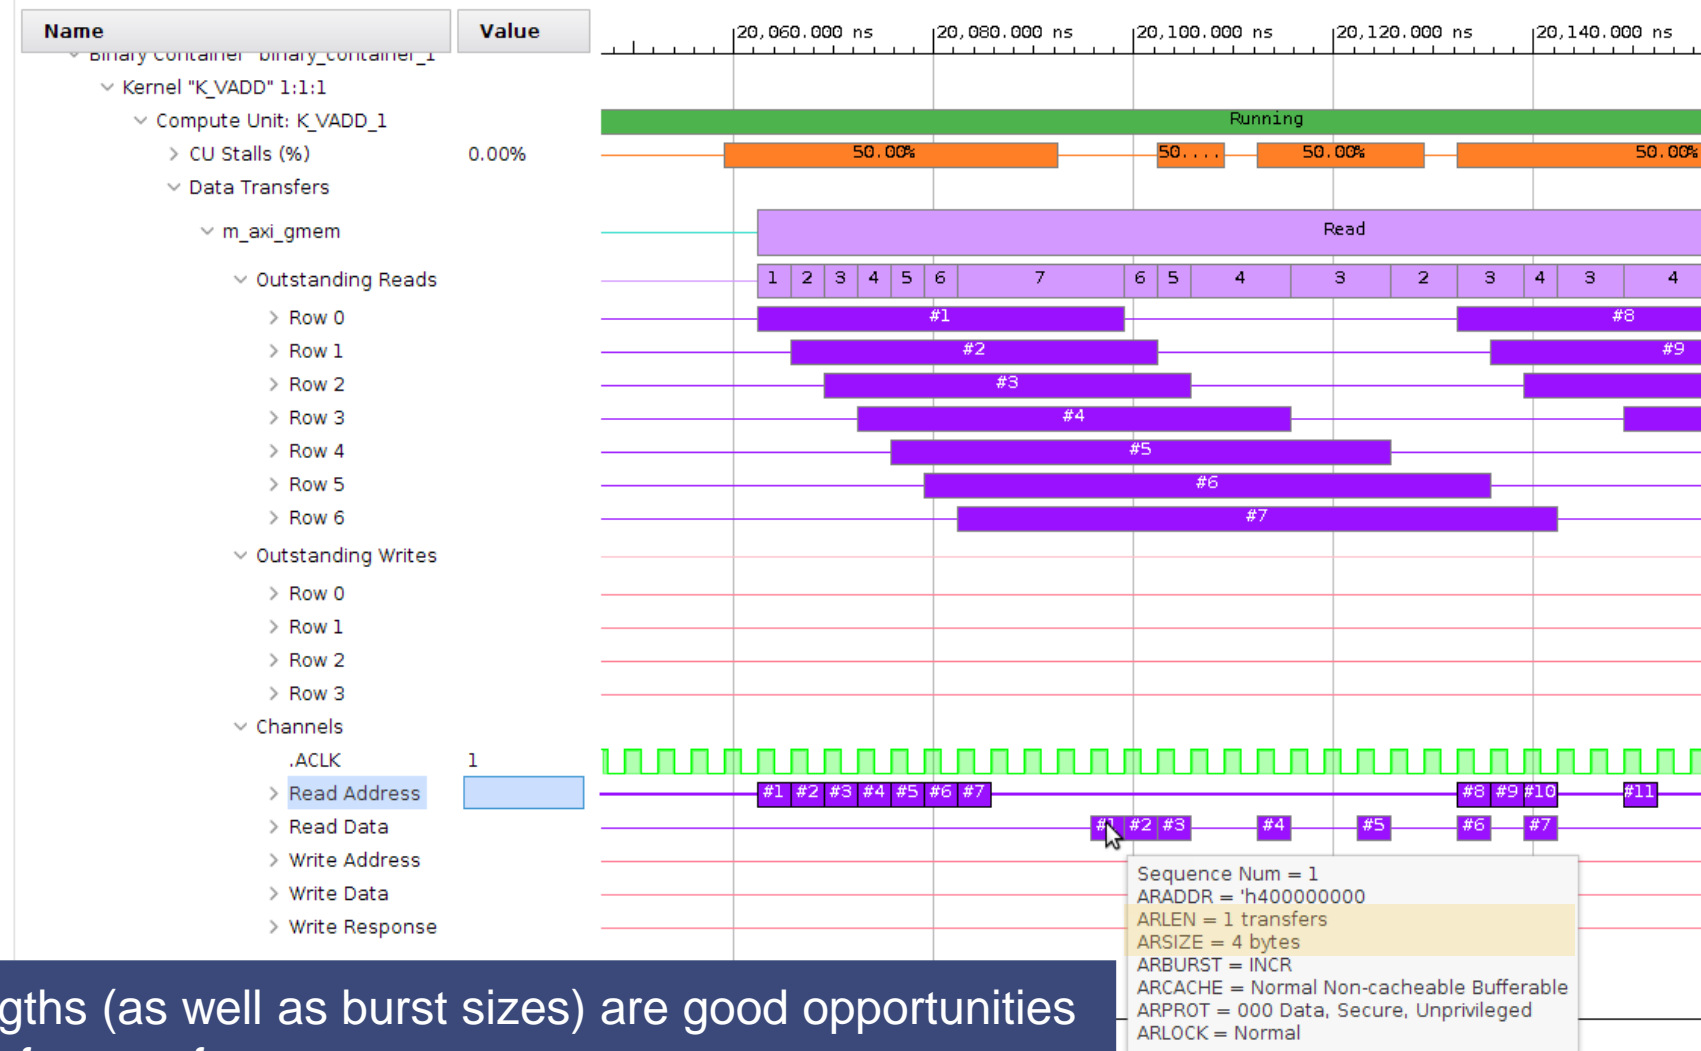 Name Value 20,060.000 ns 20,080.000 ns 20,100.000 ns 20,120.000 ns 20,140.000 ns
Binary Container "binary_container_1"
Kernel "K_VADD" 1:1:1
Compute Unit: K_VADD_1 Running
CU Stalls (%) 0.00% 50.00% 50.... 50.00% 50.00%
Data Transfers
m_axi_gmem Read
Outstanding Reads 1 2 3 4 5 6 7 6 5 4 3 2 3 4 3 4
Row 0 #1 #8
Row 1 #2 #9
Row 2 #3
Row 3 #4
Row 4 #5
Row 5 #6
Row 6 #7
Outstanding Writes
Row 0
Row 1
Row 2
Row 3
Channels
.ACLK 1
Read Address #1 #2 #3 #4 #5 #6 #7 #8 #9 #10 #11
Read Data #1 #2 #3 #4 #5 #6 #7
Write Address
Write Data
Write Response
Sequence Num = 1
ARADDR = 'h400000000
ARLEN = 1 transfers
ARSIZE = 4 bytes
ARBURST = INCR
ARCACHE = Normal Non-cacheable Bufferable
ARPROT = 000 Data, Secure, Unprivileged
ARLOCK = Normal
gths (as well as burst sizes) are good opportunities